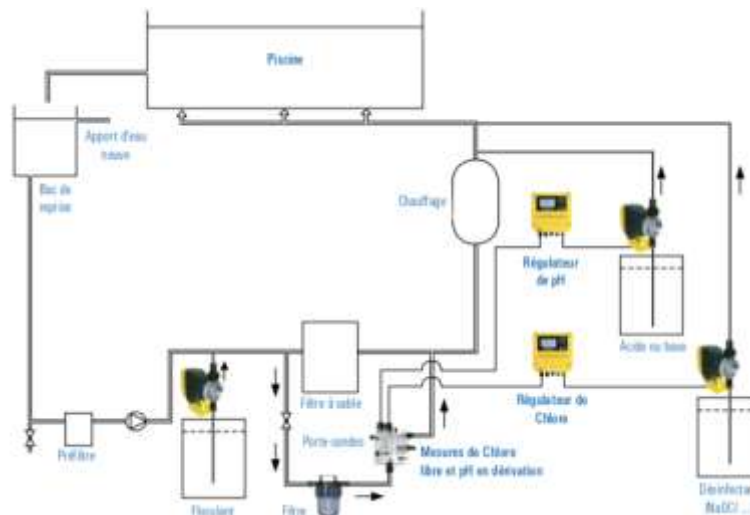 Piscine
Apport d'eau
neuve
Bac de
reprise
Chauffage
Régulateur
de pH
Acide ou base
Filtre à sable
Régulateur de
Chlore
Porte-sondes
Mesures de Chlore
libre et pH en dérivation
Préfiltre
Floculant
Filtre
Désinfectant
(NaOCl ...